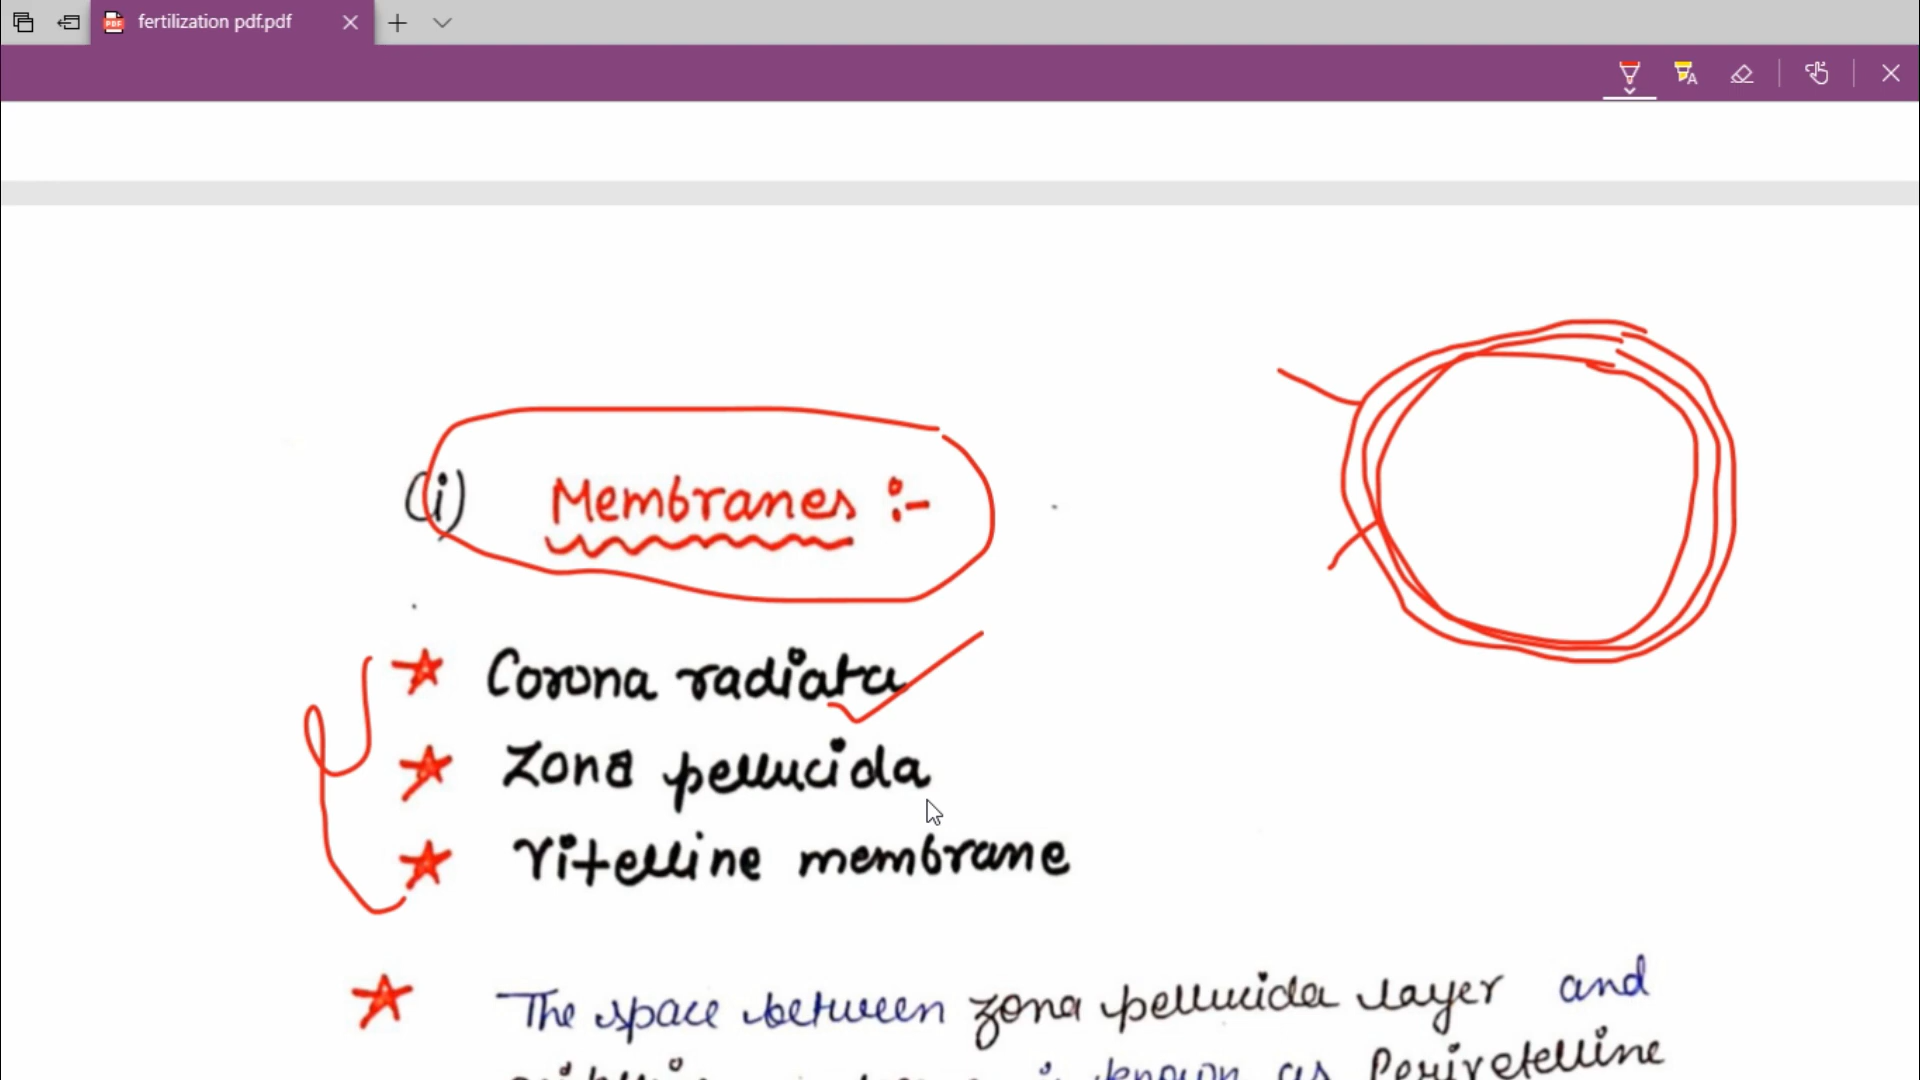 fertilization pdf.pdf
(i) Membranes :-
Corona radiata
Zona pellucida
Vitelline membrane
The space between zona pellucida layer and
is known as Perivetelline